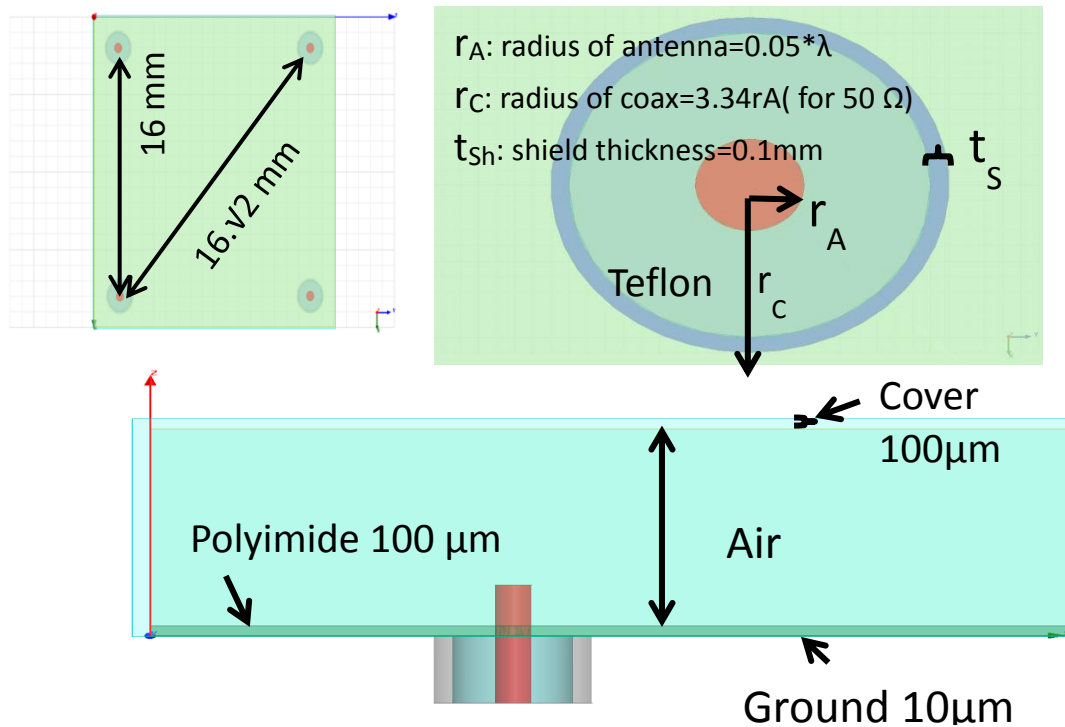 16 mm
16.√2 mm
rA: radius of antenna=0.05*λ
rC: radius of coax=3.34rA( for 50 Ω)
tSh: shield thickness=0.1mm
tS
rA
Teflon
rC
Cover
100μm
Polyimide 100 μm
Air
Ground 10μm